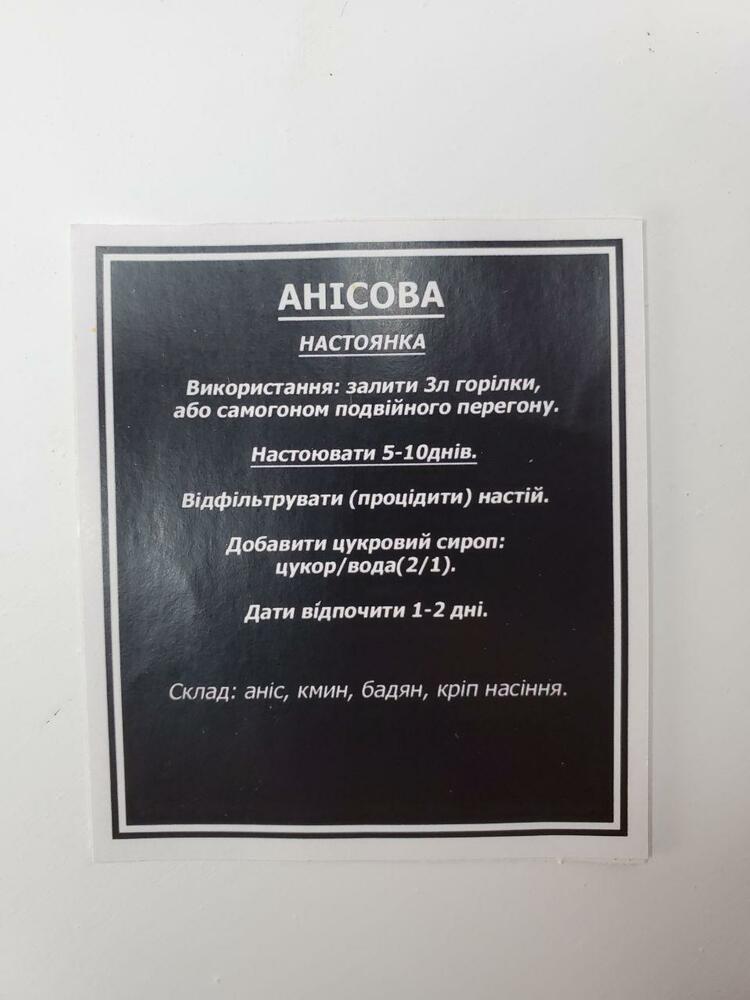 АНІСОВА
НАСТОЯНКА
Використання: залити 3л горілки,
або самогоном подвійного перегону.
Настоювати 5-10днів.
Відфільтрувати (процідити) настій.
Добавити цукровий сироп:
цукор/вода(2/1).
Дати відпочити 1-2 дні.
Склад: аніс, кмин, бадян, кріп насіння.